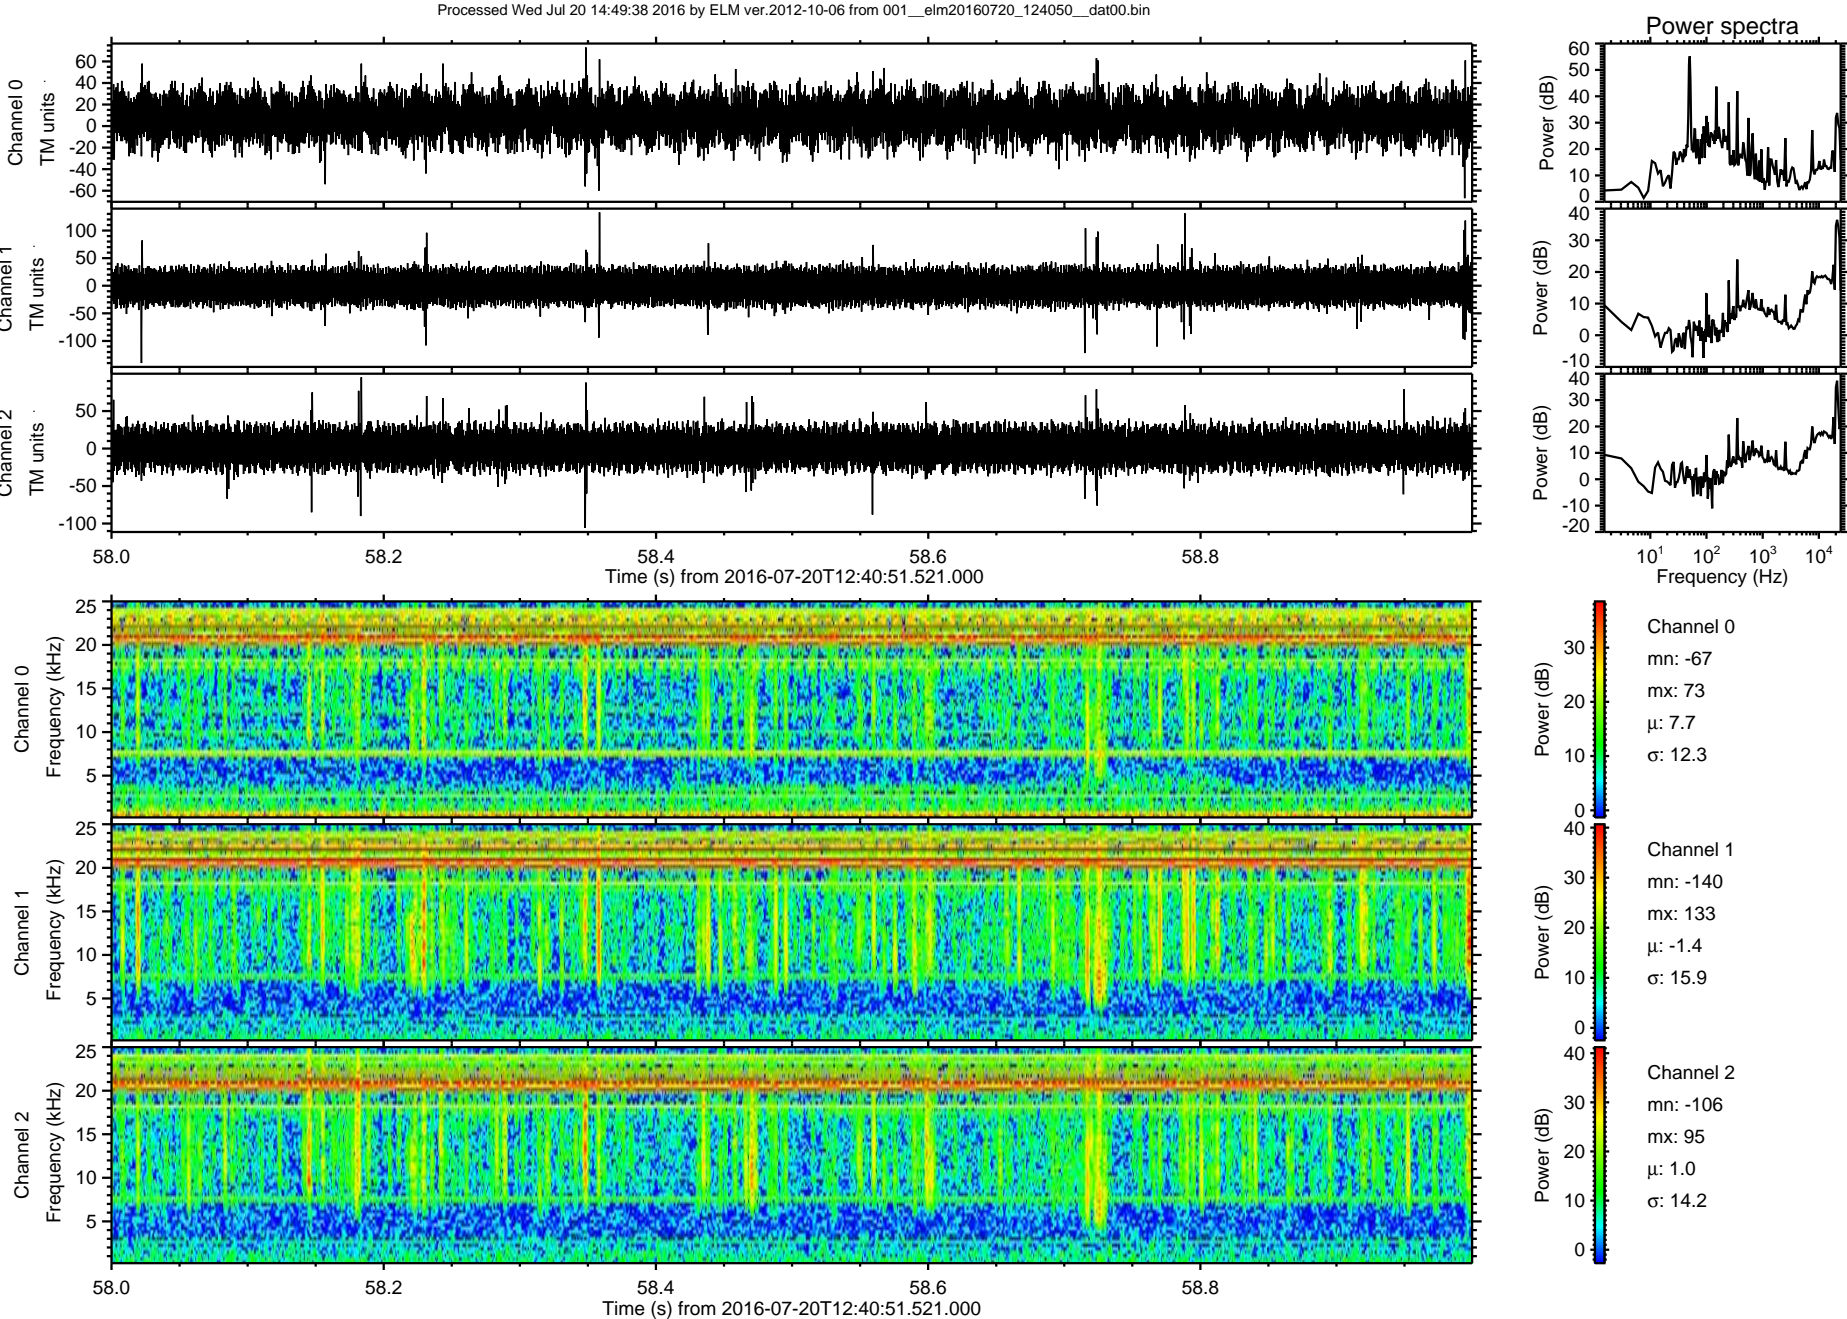 Processed Wed Jul 20 14:49:38 2016 by ELM ver.2012-10-06 from 001__elm20160720_124050__dat00.bin
Power spectra
Channel 0
TM units
60
40
20
0
-20
-40
-60
Power (dB)
60
50
40
30
20
10
0
Channel 1
TM units
100
50
0
-50
-100
Power (dB)
40
30
20
10
0
-10
Channel 2
TM units
50
0
-50
-100
Power (dB)
40
30
20
10
0
-10
-20
58.0 58.2 58.4 58.6 58.8
Time (s) from 2016-07-20T12:40:51.521.000
10^1 10^2 10^3 10^4
Frequency (Hz)
Channel 0
Frequency (kHz)
25
20
15
10
5
Power (dB)
30
20
10
0
Channel 0
mn: -67
mx: 73
μ: 7.7
σ: 12.3
Channel 1
Frequency (kHz)
25
20
15
10
5
Power (dB)
40
30
20
10
0
Channel 1
mn: -140
mx: 133
μ: -1.4
σ: 15.9
Channel 2
Frequency (kHz)
25
20
15
10
5
Power (dB)
40
30
20
10
0
Channel 2
mn: -106
mx: 95
μ: 1.0
σ: 14.2
58.0 58.2 58.4 58.6 58.8
Time (s) from 2016-07-20T12:40:51.521.000